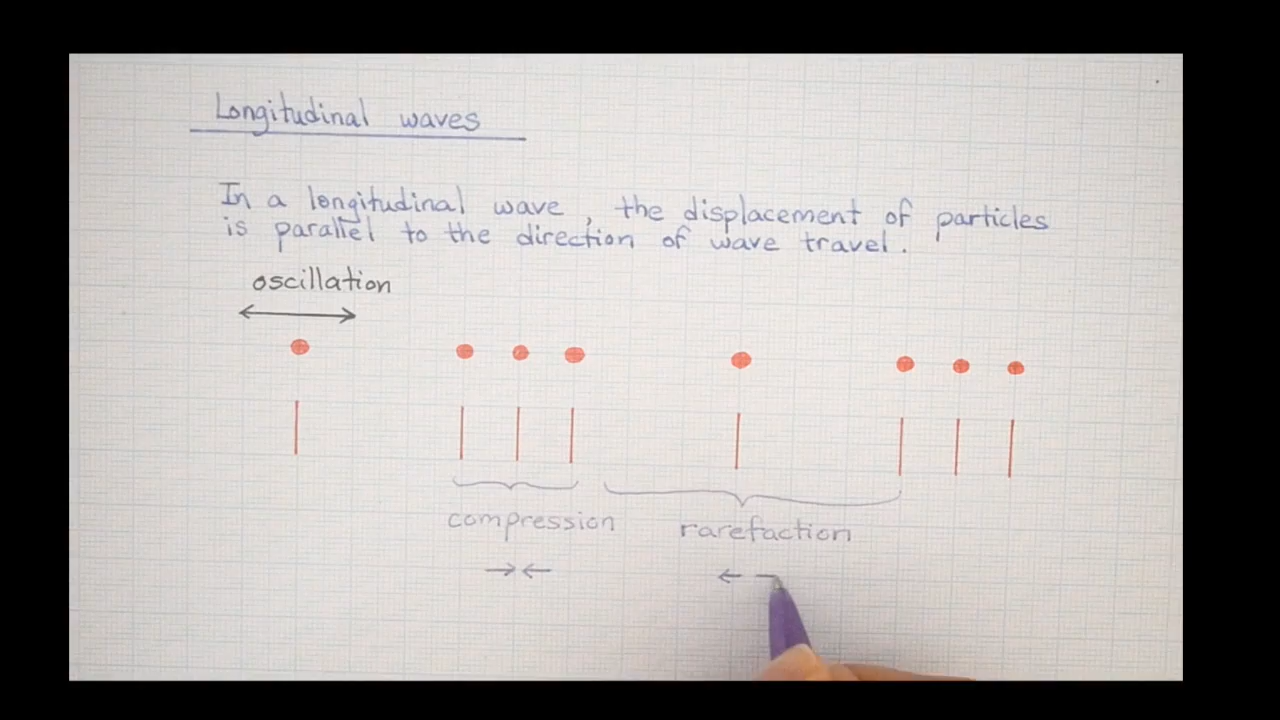 Longitudinal waves
In a longitudinal wave, the displacement of particles
is parallel to the direction of wave travel.
oscillation
compression
rarefaction